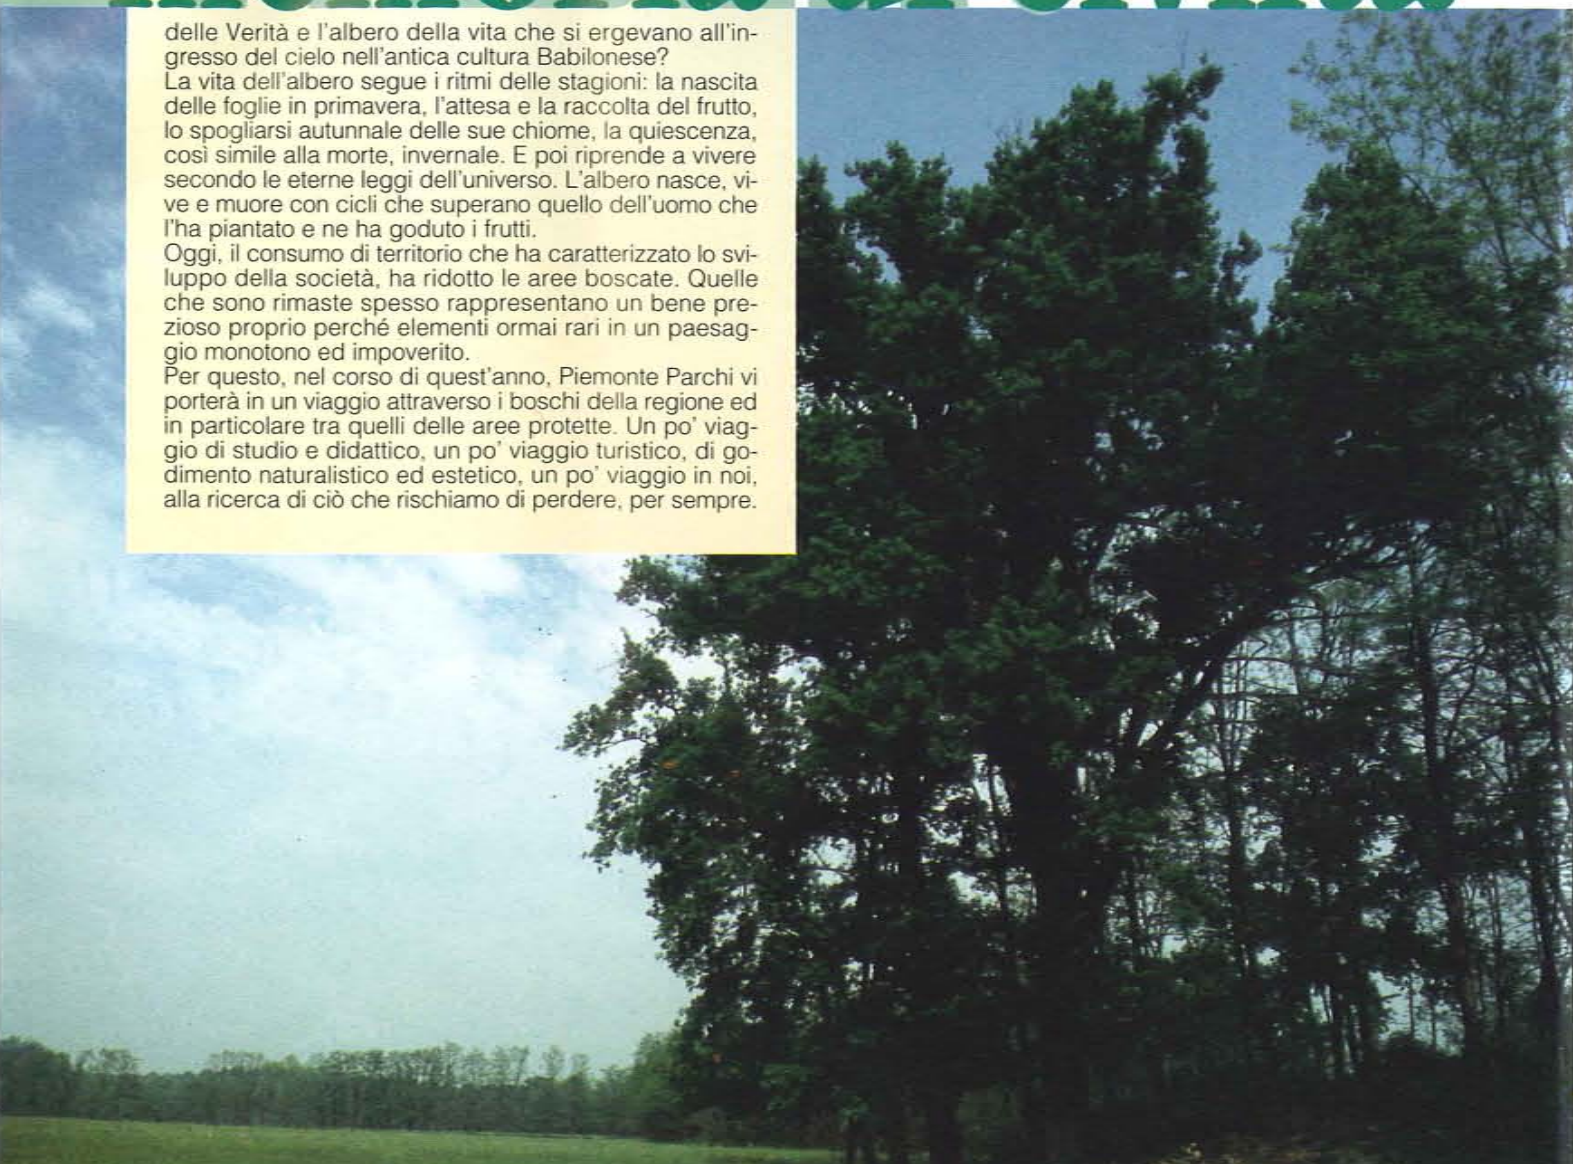 delle Verità e l'albero della vita che si ergevano all'in-
gresso del cielo nell'antica cultura Babilonese?
La vita dell'albero segue i ritmi delle stagioni: la nascita
delle foglie in primavera, l'attesa e la raccolta del frutto,
lo spogliarsi autunnale delle sue chiome, la quiescenza,
così simile alla morte, invernale. E poi riprende a vivere
secondo le eterne leggi dell'universo. L'albero nasce, vi-
ve e muore con cicli che superano quello dell'uomo che
l'ha piantato e ne ha goduto i frutti.
Oggi, il consumo di territorio che ha caratterizzato lo svi-
luppo della società, ha ridotto le aree boscate. Quelle
che sono rimaste spesso rappresentano un bene pre-
zioso proprio perché elementi ormai rari in un paesag-
gio monotono ed impoverito.
Per questo, nel corso di quest'anno, Piemonte Parchi vi
porterà in un viaggio attraverso i boschi della regione ed
in particolare tra quelli delle aree protette. Un po' viag-
gio di studio e didattico, un po' viaggio turistico, di go-
dimento naturalistico ed estetico, un po' viaggio in noi,
alla ricerca di ciò che rischiamo di perdere, per sempre.